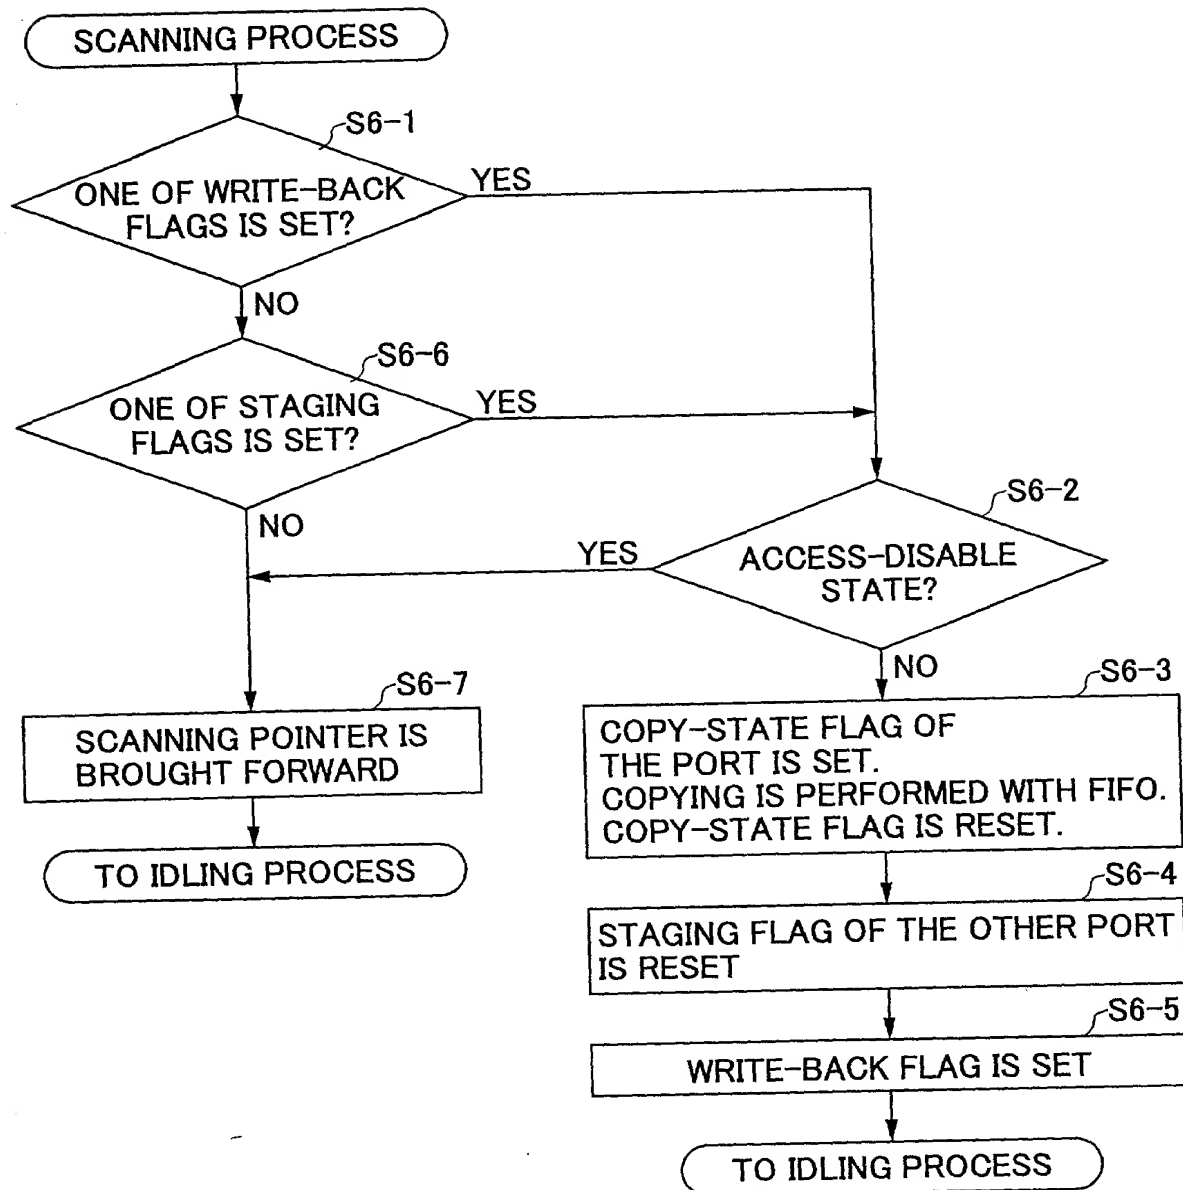 SCANNING PROCESS
S6-1
ONE OF WRITE-BACK
FLAGS IS SET?
YES
NO
S6-6
ONE OF STAGING
FLAGS IS SET?
YES
NO
S6-2
ACCESS-DISABLE
STATE?
YES
NO
S6-7
SCANNING POINTER IS
BROUGHT FORWARD
TO IDLING PROCESS
S6-3
COPY-STATE FLAG OF
THE PORT IS SET.
COPYING IS PERFORMED WITH FIFO.
COPY-STATE FLAG IS RESET.
S6-4
STAGING FLAG OF THE OTHER PORT
IS RESET
S6-5
WRITE-BACK FLAG IS SET
TO IDLING PROCESS